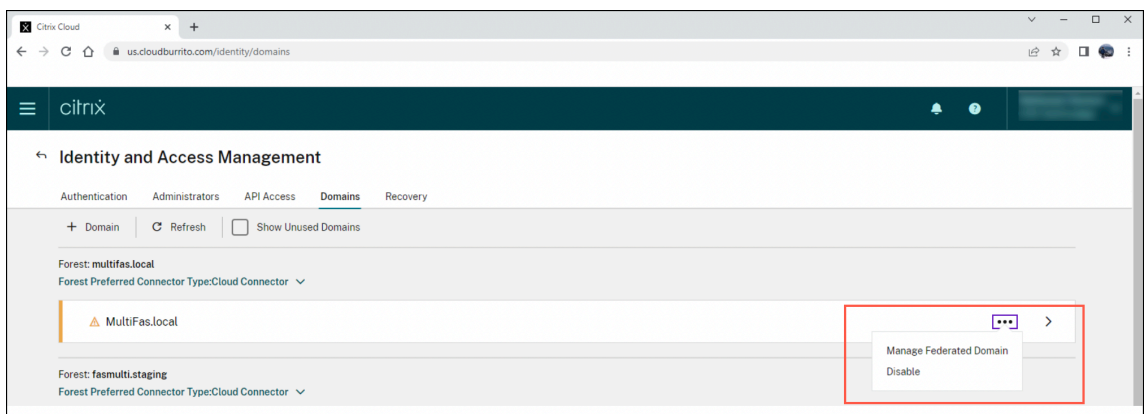 Citrix Cloud
us.cloudburrito.com/identity/domains
citrix
Identity and Access Management
Authentication Administrators API Access Domains Recovery
+ Domain Refresh Show Unused Domains
Forest: multifas.local
Forest Preferred Connector Type:Cloud Connector
MultiFas.local
Manage Federated Domain
Disable
Forest: fasmulti.staging
Forest Preferred Connector Type:Cloud Connector